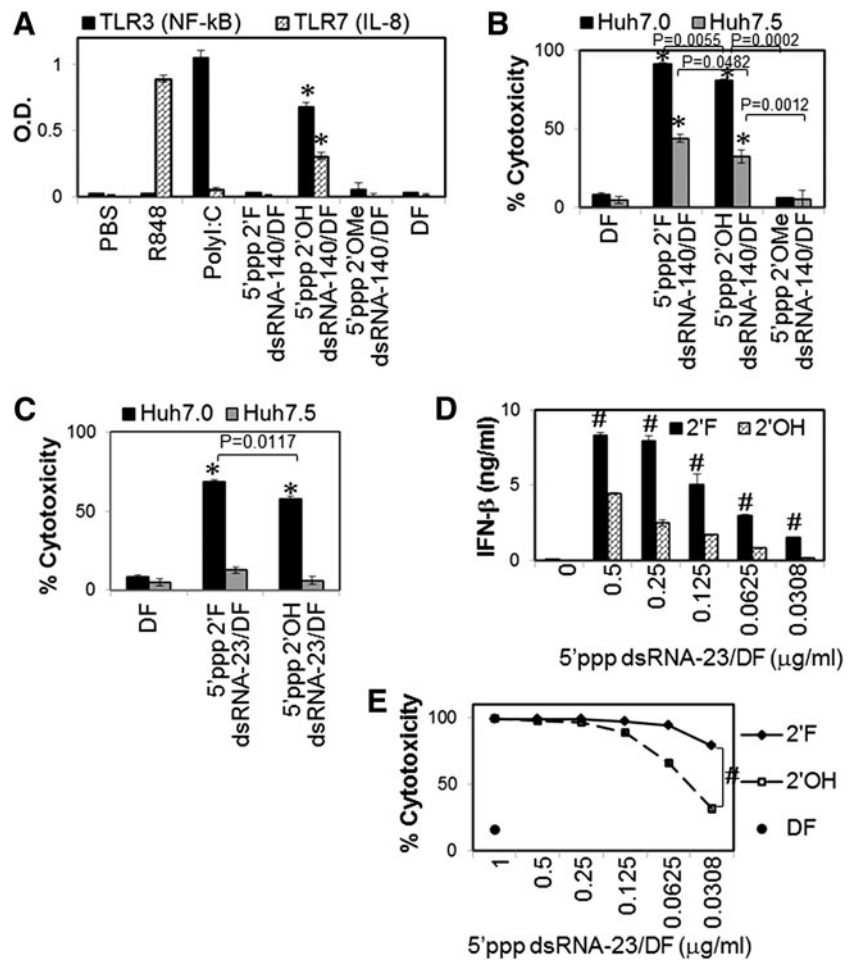 A
TLR3 (NF-kB) TLR7 (IL-8)
O.D.
1
0.5
0
PBS
R848
PolyI:C
5'ppp 2'F
dsRNA-140/DF
5'ppp 2'OH
dsRNA-140/DF
5'ppp 2'OMe
dsRNA-140/DF
DF
* *
B
Huh7.0 Huh7.5
P=0.0055 P=0.0002
P=0.0482
P=0.0012
% Cytotoxicity
100
50
0
* * * *
DF
5'ppp 2'F
dsRNA-140/DF
5'ppp 2'OH
dsRNA-140/DF
5'ppp 2'OMe
dsRNA-140/DF
C
Huh7.0 Huh7.5
P=0.0117
% Cytotoxicity
100
50
0
* *
DF
5'ppp 2'F
dsRNA-23/DF
5'ppp 2'OH
dsRNA-23/DF
D
2'F 2'OH
IFN-β (ng/ml)
10
5
0
# # # # #
0
0.5
0.25
0.125
0.0625
0.0308
5'ppp dsRNA-23/DF (μg/ml)
E
% Cytotoxicity
100
50
0
#
2'F
2'OH
DF
1
0.5
0.25
0.125
0.0625
0.0308
5'ppp dsRNA-23/DF (μg/ml)